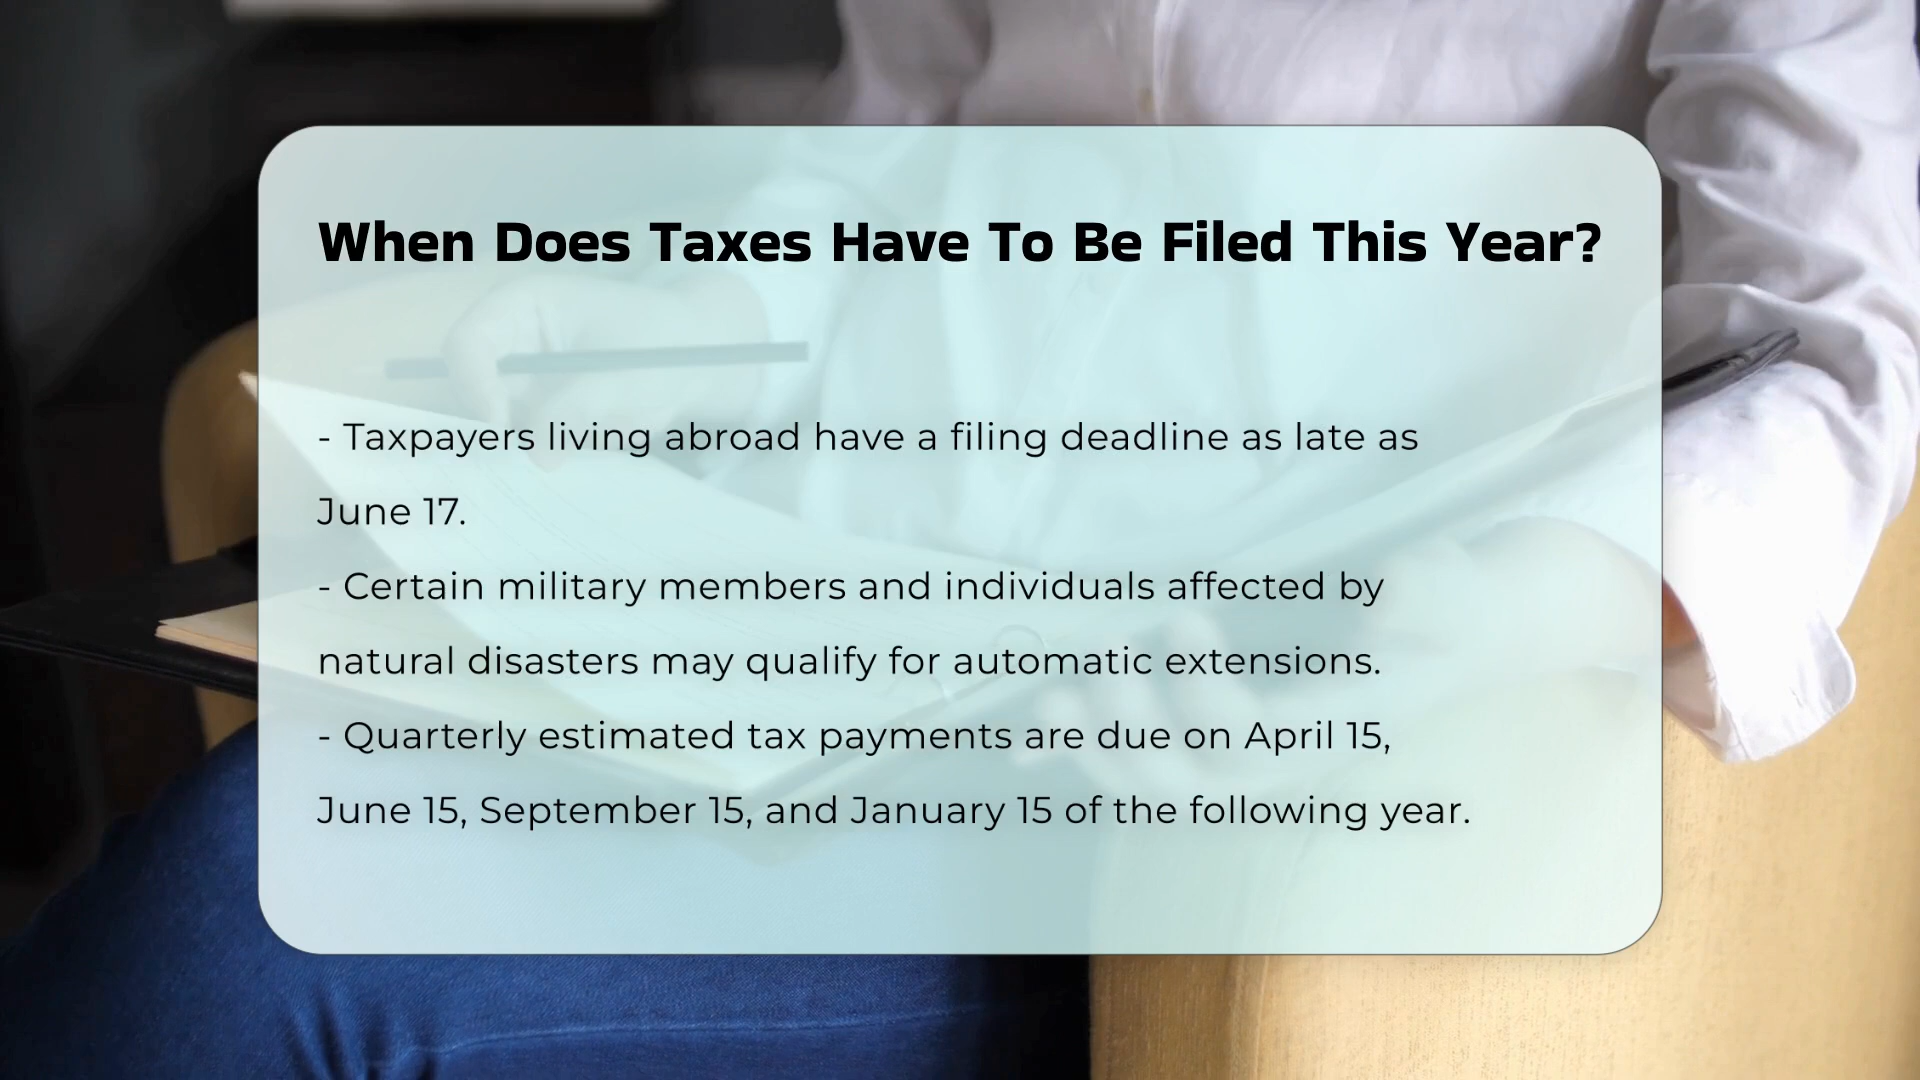 When Does Taxes Have To Be Filed This Year?
- Taxpayers living abroad have a filing deadline as late as
June 17.
- Certain military members and individuals affected by
natural disasters may qualify for automatic extensions.
- Quarterly estimated tax payments are due on April 15,
June 15, September 15, and January 15 of the following year.